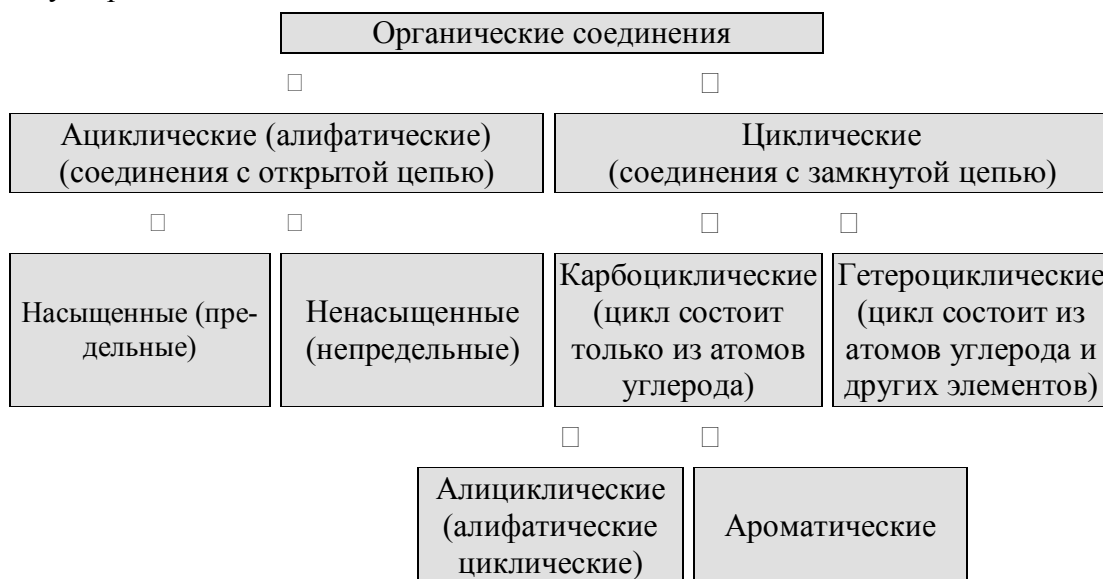 Органические соединения
Ациклические (алифатические)
(соединения с открытой цепью)
Циклические
(соединения с замкнутой цепью)
Насыщенные (пре-
дельные)
Ненасыщенные
(непредельные)
Карбоциклические
(цикл состоит
только из атомов
углерода)
Гетероциклические
(цикл состоит из
атомов углерода и
других элементов)
Алициклические
(алифатические
циклические)
Ароматические